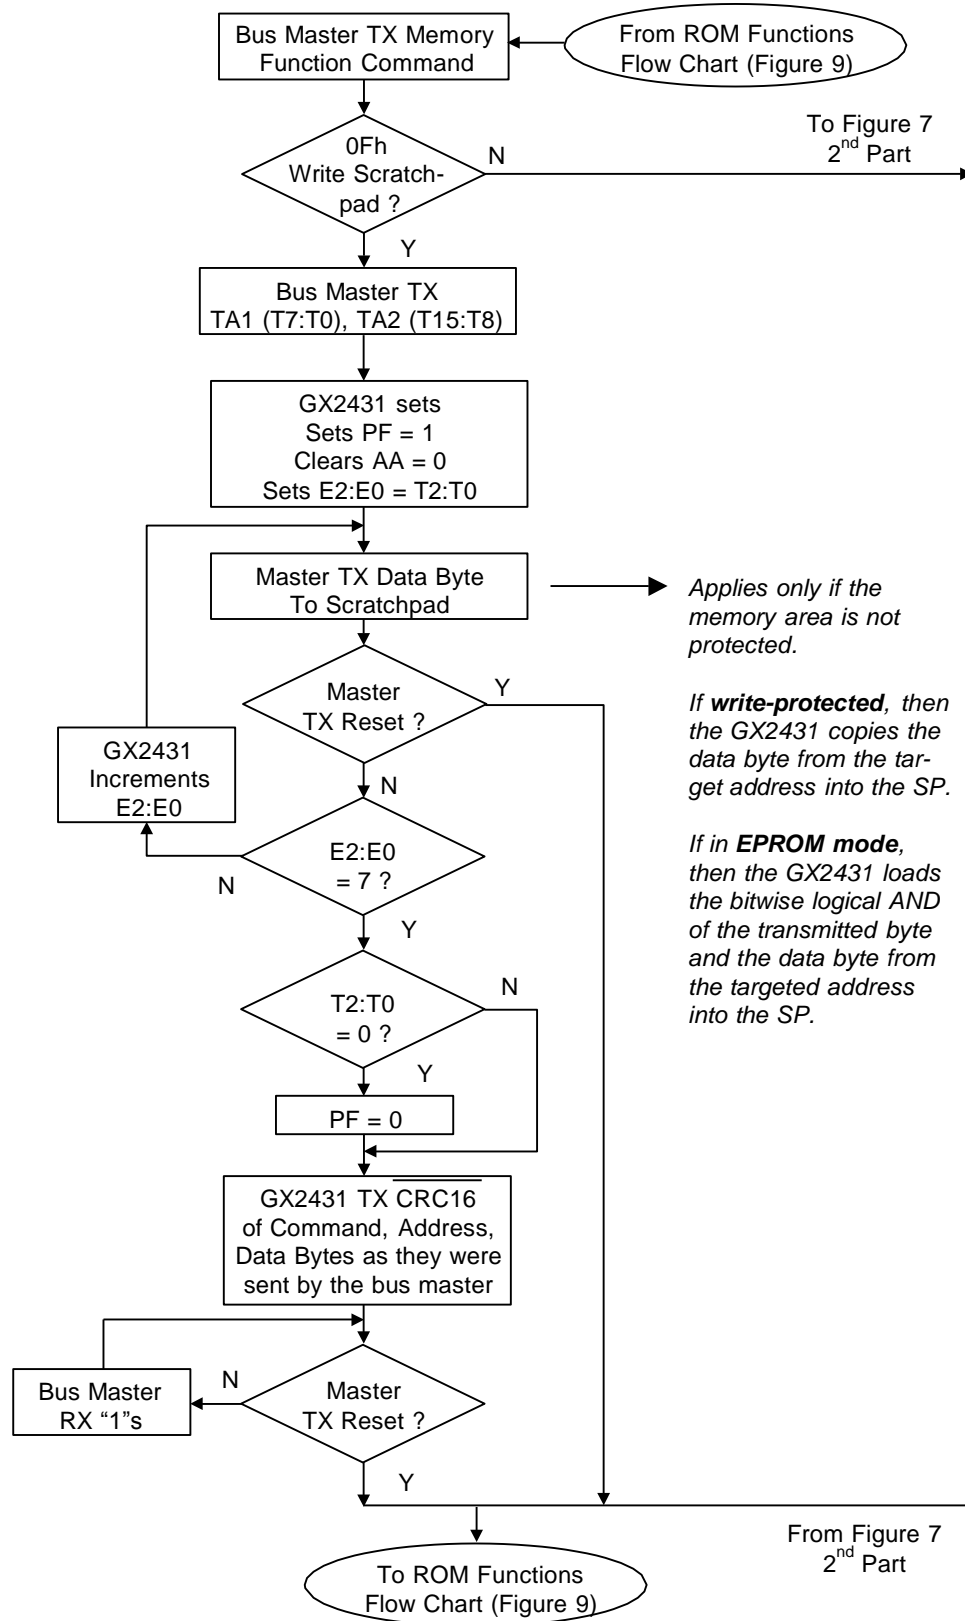 Bus Master TX Memory
Function Command
From ROM Functions
Flow Chart (Figure 9)
To Figure 7
2nd Part
0Fh
Write Scratch-
pad ?
N
Y
Bus Master TX
TA1 (T7:T0), TA2 (T15:T8)
GX2431 sets
Sets PF = 1
Clears AA = 0
Sets E2:E0 = T2:T0
Master TX Data Byte
To Scratchpad
Applies only if the
memory area is not
protected.
If write-protected, then
the GX2431 copies the
data byte from the tar-
get address into the SP.
If in EPROM mode,
then the GX2431 loads
the bitwise logical AND
of the transmitted byte
and the data byte from
the targeted address
into the SP.
Master
TX Reset ?
Y
N
GX2431
Increments
E2:E0
E2:E0
= 7 ?
N
Y
T2:T0
= 0 ?
N
Y
PF = 0
GX2431 TX CRC16
of Command, Address,
Data Bytes as they were
sent by the bus master
Bus Master
RX “1”s
N
Master
TX Reset ?
Y
From Figure 7
2nd Part
To ROM Functions
Flow Chart (Figure 9)